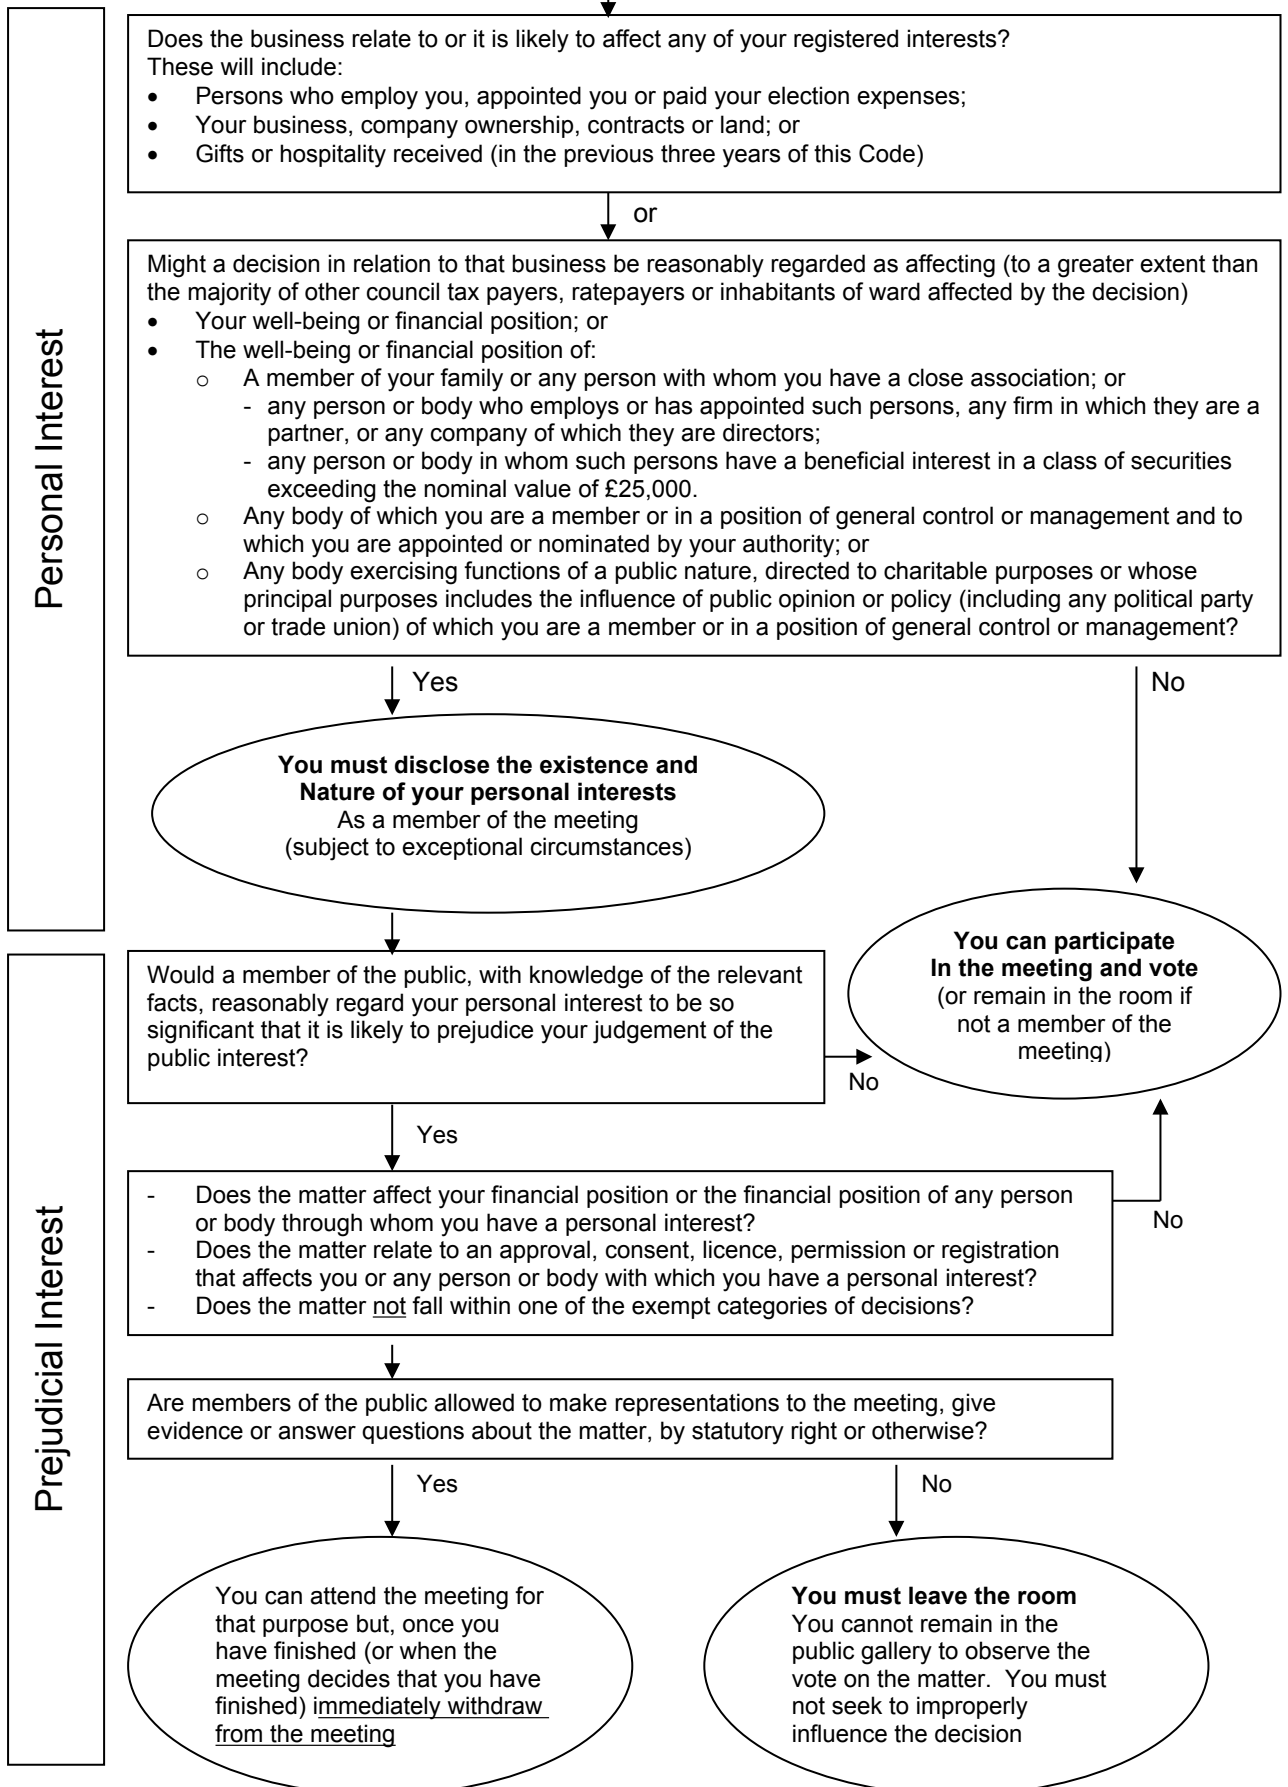 Personal Interest
Does the business relate to or it is likely to affect any of your registered interests?
These will include:
• Persons who employ you, appointed you or paid your election expenses;
• Your business, company ownership, contracts or land; or
• Gifts or hospitality received (in the previous three years of this Code)
or
Might a decision in relation to that business be reasonably regarded as affecting (to a greater extent than
the majority of other council tax payers, ratepayers or inhabitants of ward affected by the decision)
• Your well-being or financial position; or
• The well-being or financial position of:
o A member of your family or any person with whom you have a close association; or
- any person or body who employs or has appointed such persons, any firm in which they are a
partner, or any company of which they are directors;
- any person or body in whom such persons have a beneficial interest in a class of securities
exceeding the nominal value of £25,000.
o Any body of which you are a member or in a position of general control or management and to
which you are appointed or nominated by your authority; or
o Any body exercising functions of a public nature, directed to charitable purposes or whose
principal purposes includes the influence of public opinion or policy (including any political party
or trade union) of which you are a member or in a position of general control or management?
Yes
No
You must disclose the existence and
Nature of your personal interests
As a member of the meeting
(subject to exceptional circumstances)
You can participate
In the meeting and vote
(or remain in the room if
not a member of the
meeting)
Prejudicial Interest
Would a member of the public, with knowledge of the relevant
facts, reasonably regard your personal interest to be so
significant that it is likely to prejudice your judgement of the
public interest?
No
Yes
- Does the matter affect your financial position or the financial position of any person
or body through whom you have a personal interest?
- Does the matter relate to an approval, consent, licence, permission or registration
that affects you or any person or body with which you have a personal interest?
- Does the matter not fall within one of the exempt categories of decisions?
No
Are members of the public allowed to make representations to the meeting, give
evidence or answer questions about the matter, by statutory right or otherwise?
Yes
No
You can attend the meeting for
that purpose but, once you
have finished (or when the
meeting decides that you have
finished) immediately withdraw
from the meeting
You must leave the room
You cannot remain in the
public gallery to observe the
vote on the matter. You must
not seek to improperly
influence the decision